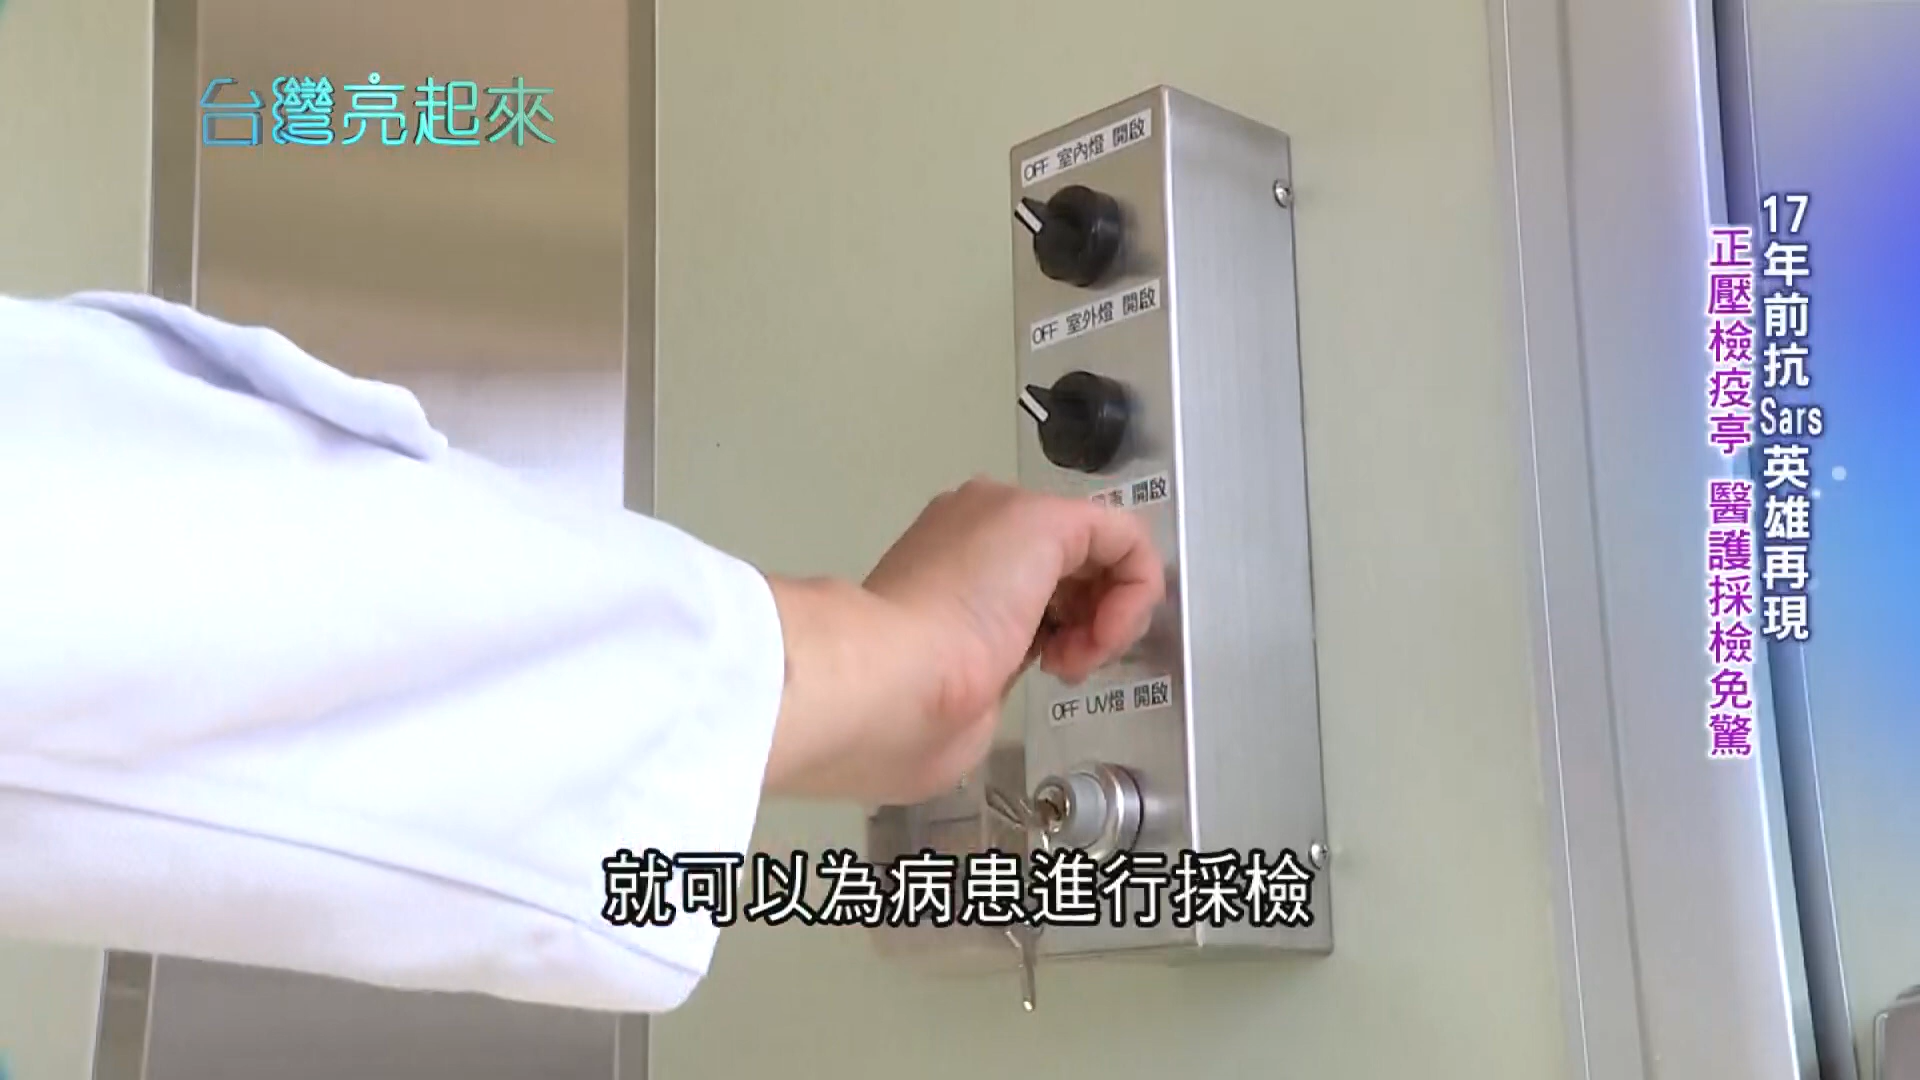 台灣亮起來
OFF 室內燈 開啟
OFF 室外燈 開啟
開啟
OFF UV燈 開啟
17年前抗Sars英雄再現
正壓檢疫亭 醫護採檢免驚
就可以為病患進行採檢